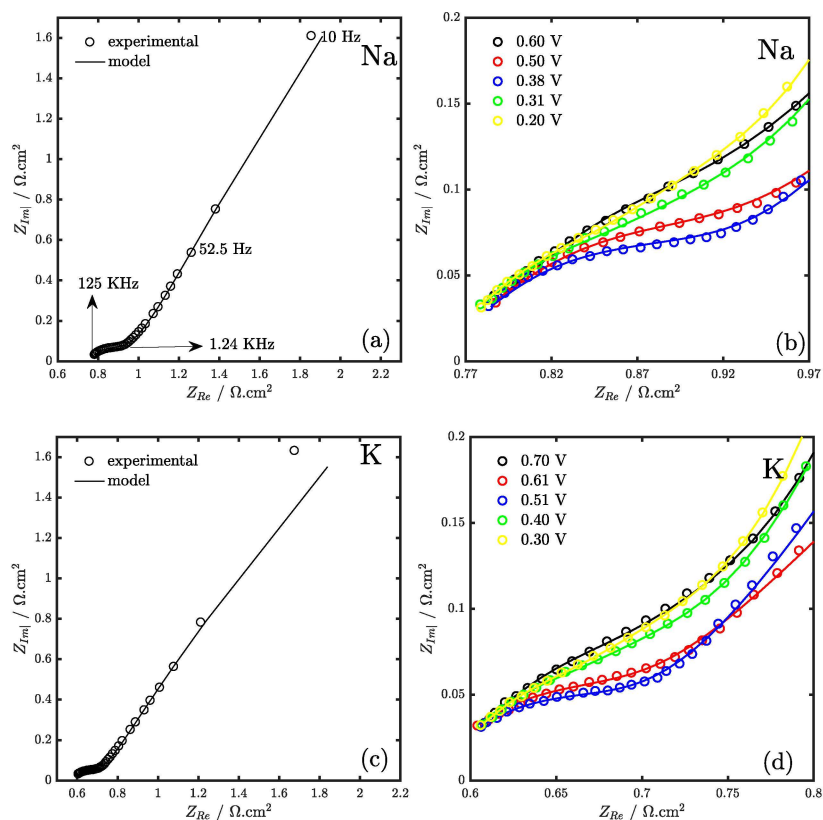 1.6
1.4
1.2
1
0.8
0.6
0.4
0.2
0
0.6 0.8 1 1.2 1.4 1.6 1.8 2 2.2
Z_Im| / Ω.cm²
Z_Re / Ω.cm²
experimental
model
10 Hz
Na
52.5 Hz
125 KHz
1.24 KHz
(a)
0.2
0.15
0.1
0.05
0
0.77 0.82 0.87 0.92 0.97
Z_Im| / Ω.cm²
Z_Re / Ω.cm²
0.60 V
0.50 V
0.38 V
0.31 V
0.20 V
Na
(b)
1.6
1.4
1.2
1
0.8
0.6
0.4
0.2
0
0.6 0.8 1 1.2 1.4 1.6 1.8 2 2.2
Z_Im| / Ω.cm²
Z_Re / Ω.cm²
experimental
model
K
(c)
0.2
0.15
0.1
0.05
0
0.6 0.65 0.7 0.75 0.8
Z_Im| / Ω.cm²
Z_Re / Ω.cm²
0.70 V
0.61 V
0.51 V
0.40 V
0.30 V
K
(d)